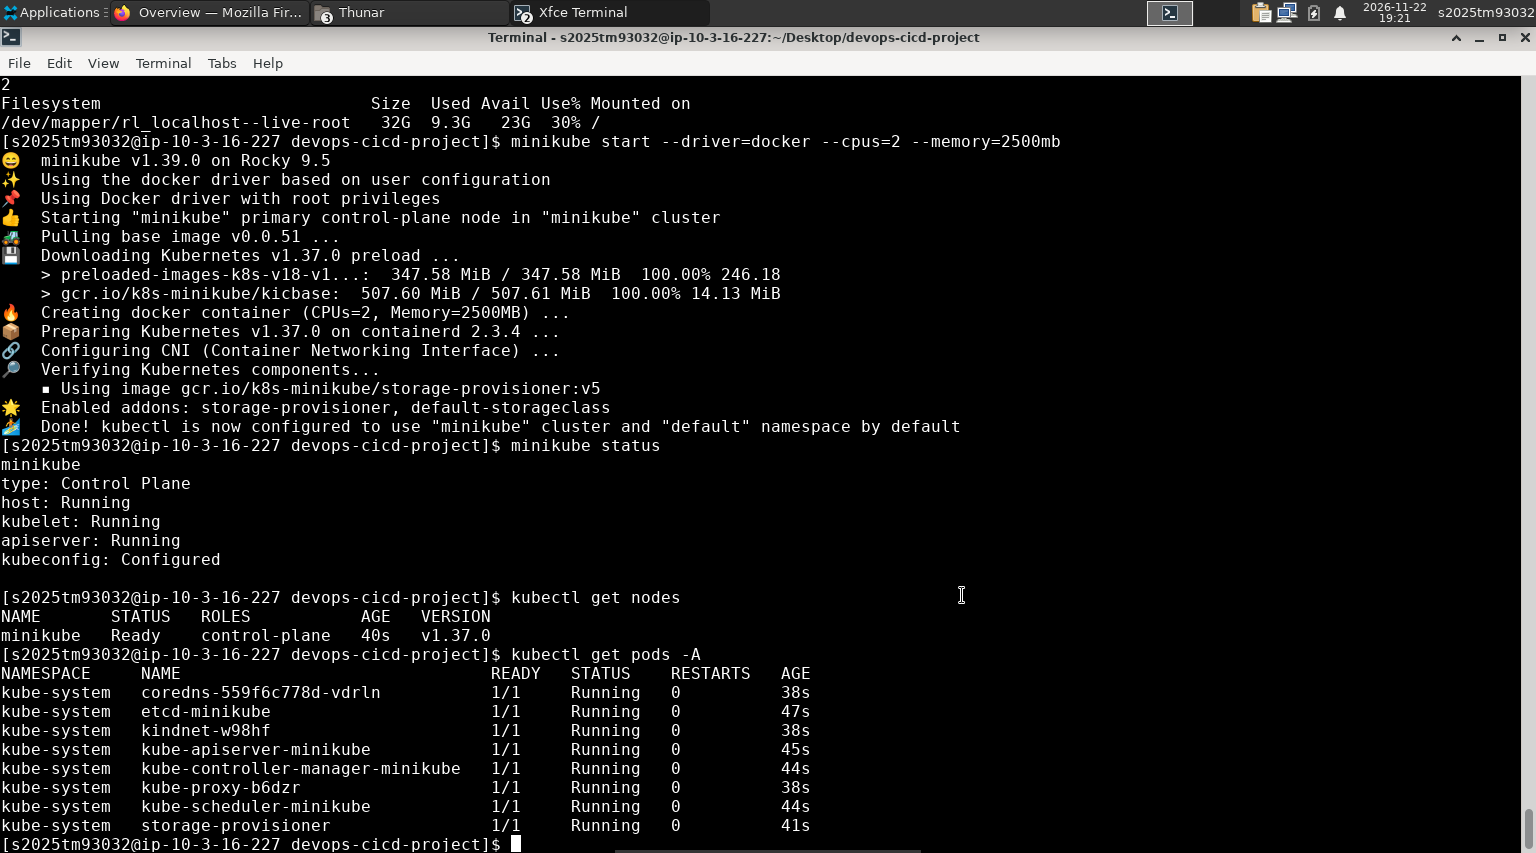 Applications
Overview — Mozilla Fir...
3
Thunar
2
Xfce Terminal
2026-11-22
19:21
s2025tm93032
Terminal - s2025tm93032@ip-10-3-16-227:~/Desktop/devops-cicd-project
File Edit View Terminal Tabs Help
2
Filesystem                           Size  Used Avail Use% Mounted on
/dev/mapper/rl_localhost--live-root   32G  9.3G   23G  30% /
[s2025tm93032@ip-10-3-16-227 devops-cicd-project]$ minikube start --driver=docker --cpus=2 --memory=2500mb
😄  minikube v1.39.0 on Rocky 9.5
✨  Using the docker driver based on user configuration
📌  Using Docker driver with root privileges
👍  Starting "minikube" primary control-plane node in "minikube" cluster
🚜  Pulling base image v0.0.51 ...
💾  Downloading Kubernetes v1.37.0 preload ...
    > preloaded-images-k8s-v18-v1...:  347.58 MiB / 347.58 MiB  100.00% 246.18
    > gcr.io/k8s-minikube/kicbase:  507.60 MiB / 507.61 MiB  100.00% 14.13 MiB
🔥  Creating docker container (CPUs=2, Memory=2500MB) ...
📦  Preparing Kubernetes v1.37.0 on containerd 2.3.4 ...
🔗  Configuring CNI (Container Networking Interface) ...
🔎  Verifying Kubernetes components...
    ▪ Using image gcr.io/k8s-minikube/storage-provisioner:v5
🌟  Enabled addons: storage-provisioner, default-storageclass
🏄  Done! kubectl is now configured to use "minikube" cluster and "default" namespace by default
[s2025tm93032@ip-10-3-16-227 devops-cicd-project]$ minikube status
minikube
type: Control Plane
host: Running
kubelet: Running
apiserver: Running
kubeconfig: Configured
[s2025tm93032@ip-10-3-16-227 devops-cicd-project]$ kubectl get nodes
NAME       STATUS   ROLES           AGE   VERSION
minikube   Ready    control-plane   40s   v1.37.0
[s2025tm93032@ip-10-3-16-227 devops-cicd-project]$ kubectl get pods -A
NAMESPACE     NAME                               READY   STATUS    RESTARTS   AGE
kube-system   coredns-559f6c778d-vdrln           1/1     Running   0          38s
kube-system   etcd-minikube                      1/1     Running   0          47s
kube-system   kindnet-w98hf                      1/1     Running   0          38s
kube-system   kube-apiserver-minikube            1/1     Running   0          45s
kube-system   kube-controller-manager-minikube   1/1     Running   0          44s
kube-system   kube-proxy-b6dzr                   1/1     Running   0          38s
kube-system   kube-scheduler-minikube            1/1     Running   0          44s
kube-system   storage-provisioner                1/1     Running   0          41s
[s2025tm93032@ip-10-3-16-227 devops-cicd-project]$